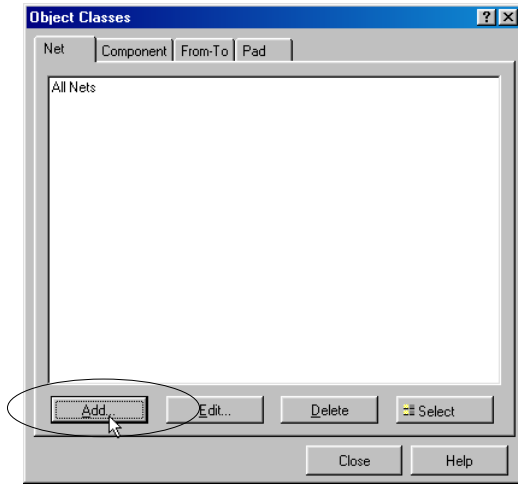 Object Classes
Net Component From-To Pad
All Nets
Add... Edit... Delete Select
Close Help